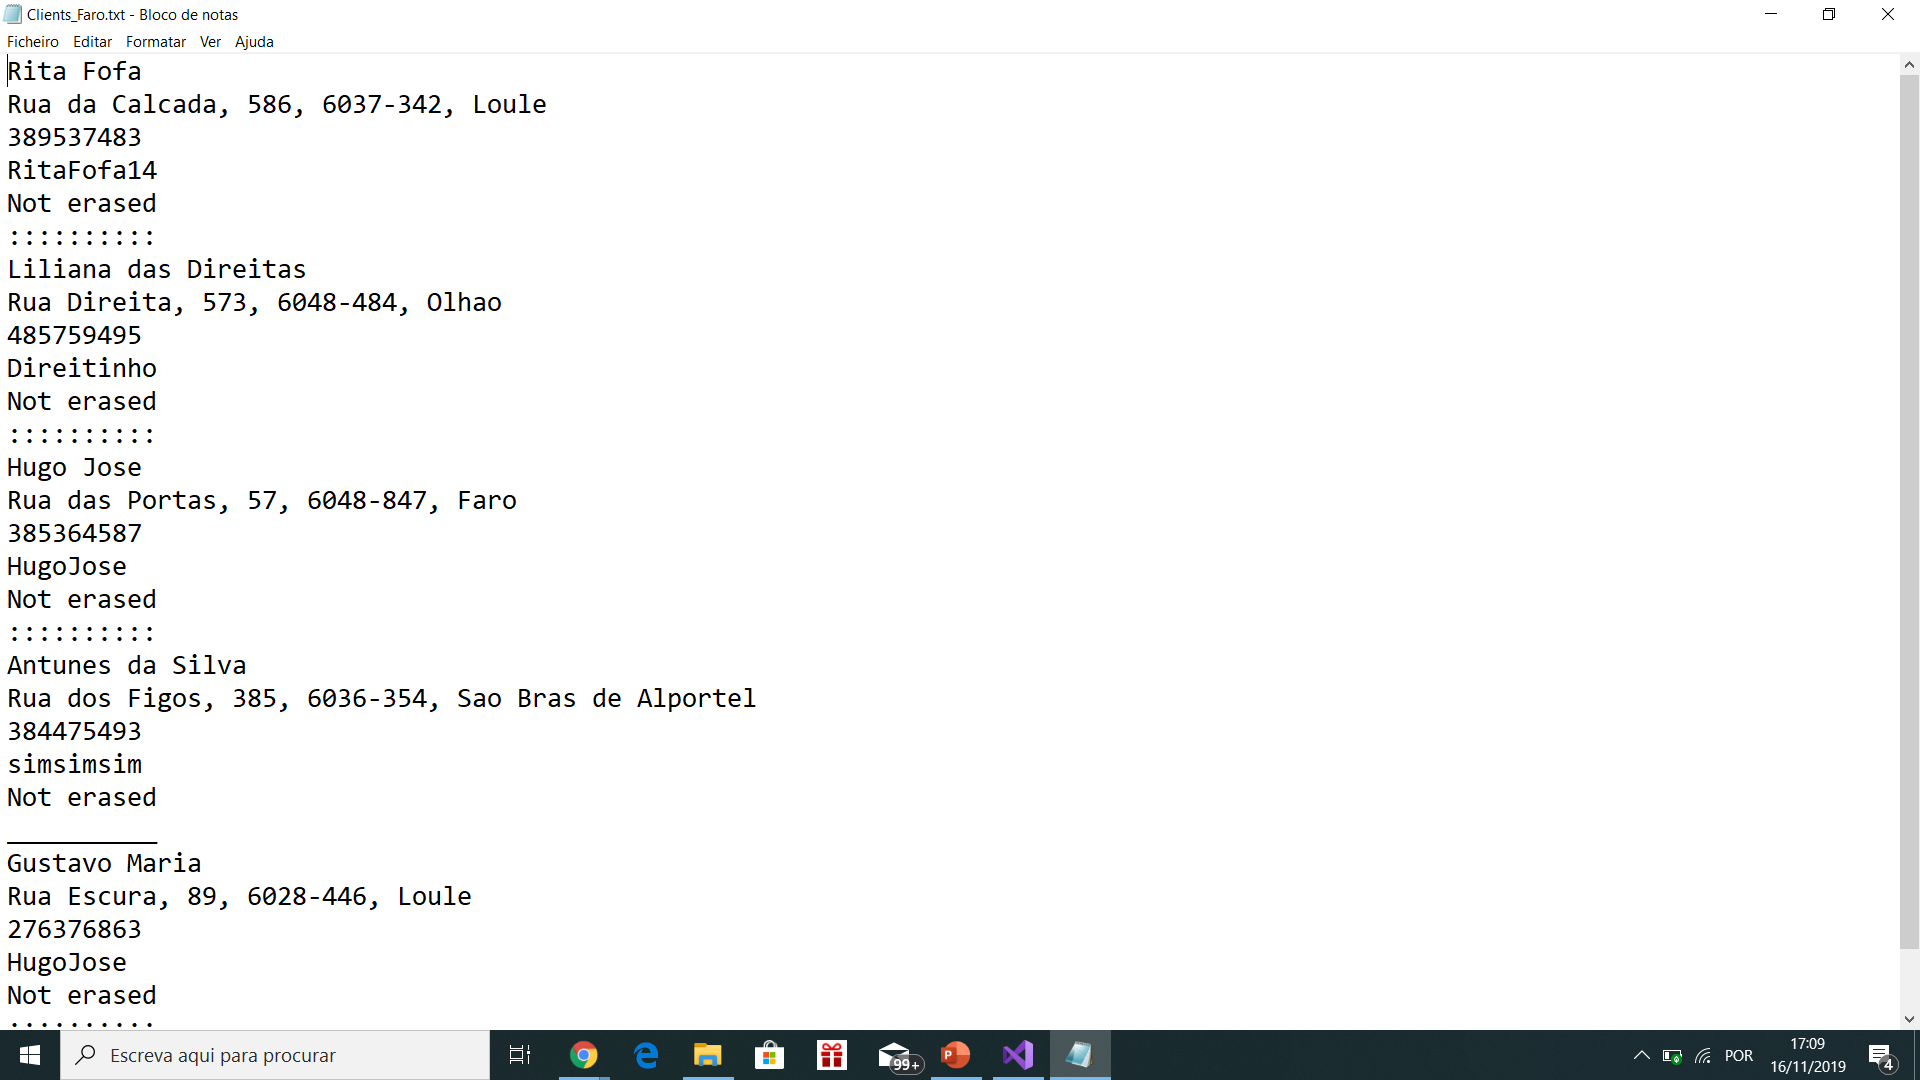 Clients_Faro.txt - Bloco de notas
Ficheiro Editar Formatar Ver Ajuda
Rita Fofa
Rua da Calcada, 586, 6037-342, Loule
389537483
RitaFofa14
Not erased
::::::::::
Liliana das Direitas
Rua Direita, 573, 6048-484, Olhao
485759495
Direitinho
Not erased
::::::::::
Hugo Jose
Rua das Portas, 57, 6048-847, Faro
385364587
HugoJose
Not erased
::::::::::
Antunes da Silva
Rua dos Figos, 385, 6036-354, Sao Bras de Alportel
384475493
simsimsim
Not erased
__________
Gustavo Maria
Rua Escura, 89, 6028-446, Loule
276376863
HugoJose
Not erased
::::::::::
Escreva aqui para procurar
99+
P
POR
17:09
16/11/2019
4